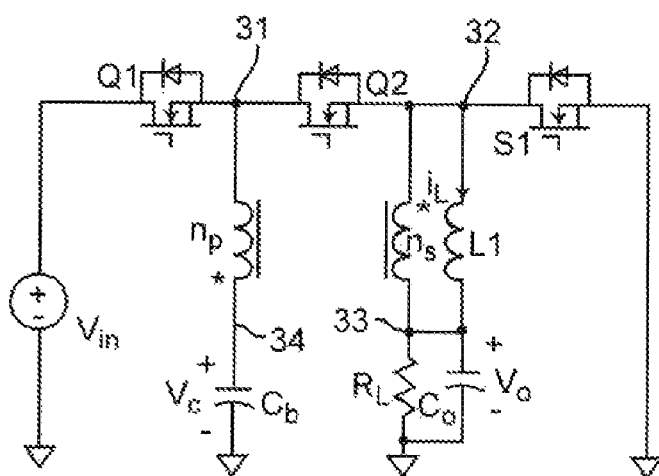 31
32
Q1
Q2
S1
i_L
n_p
*
*
n_s
L1
+
-
V_in
33
34
+
V_c
-
C_b
R_L
C_o
+
V_o
-